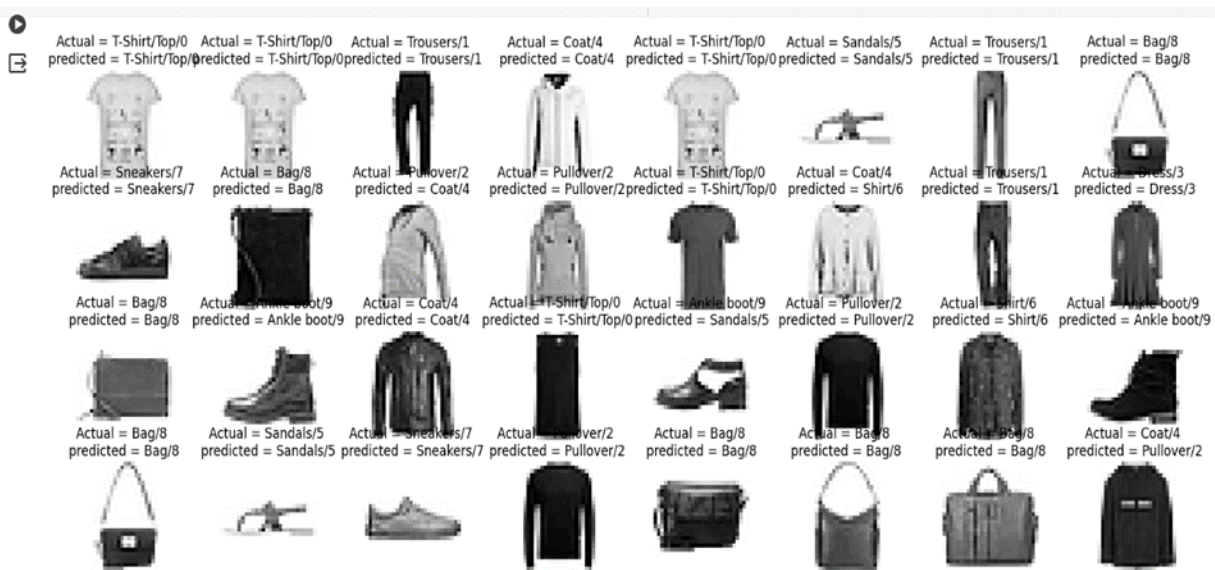 Actual = T-Shirt/Top/0 Actual = T-Shirt/Top/0 Actual = Trousers/1 Actual = Coat/4 Actual = T-Shirt/Top/0 Actual = Sandals/5 Actual = Trousers/1 Actual = Bag/8
predicted = T-Shirt/Top/0 predicted = T-Shirt/Top/0 predicted = Trousers/1 predicted = Coat/4 predicted = T-Shirt/Top/0 predicted = Sandals/5 predicted = Trousers/1 predicted = Bag/8
Actual = Sneakers/7 Actual = Bag/8 Actual = Pullover/2 Actual = Pullover/2 Actual = T-Shirt/Top/0 Actual = Coat/4 Actual = Trousers/1 Actual = Dress/3
predicted = Sneakers/7 predicted = Bag/8 predicted = Coat/4 predicted = Pullover/2 predicted = T-Shirt/Top/0 predicted = Shirt/6 predicted = Trousers/1 predicted = Dress/3
Actual = Bag/8 Actual = Ankle boot/9 Actual = Coat/4 Actual = T-Shirt/Top/0 Actual = Ankle boot/9 Actual = Pullover/2 Actual = Shirt/6 Actual = Ankle boot/9
predicted = Bag/8 predicted = Ankle boot/9 predicted = Coat/4 predicted = T-Shirt/Top/0 predicted = Sandals/5 predicted = Pullover/2 predicted = Shirt/6 predicted = Ankle boot/9
Actual = Bag/8 Actual = Sandals/5 Actual = Sneakers/7 Actual = Pullover/2 Actual = Bag/8 Actual = Bag/8 Actual = Bag/8 Actual = Coat/4
predicted = Bag/8 predicted = Sandals/5 predicted = Sneakers/7 predicted = Pullover/2 predicted = Bag/8 predicted = Bag/8 predicted = Bag/8 predicted = Pullover/2